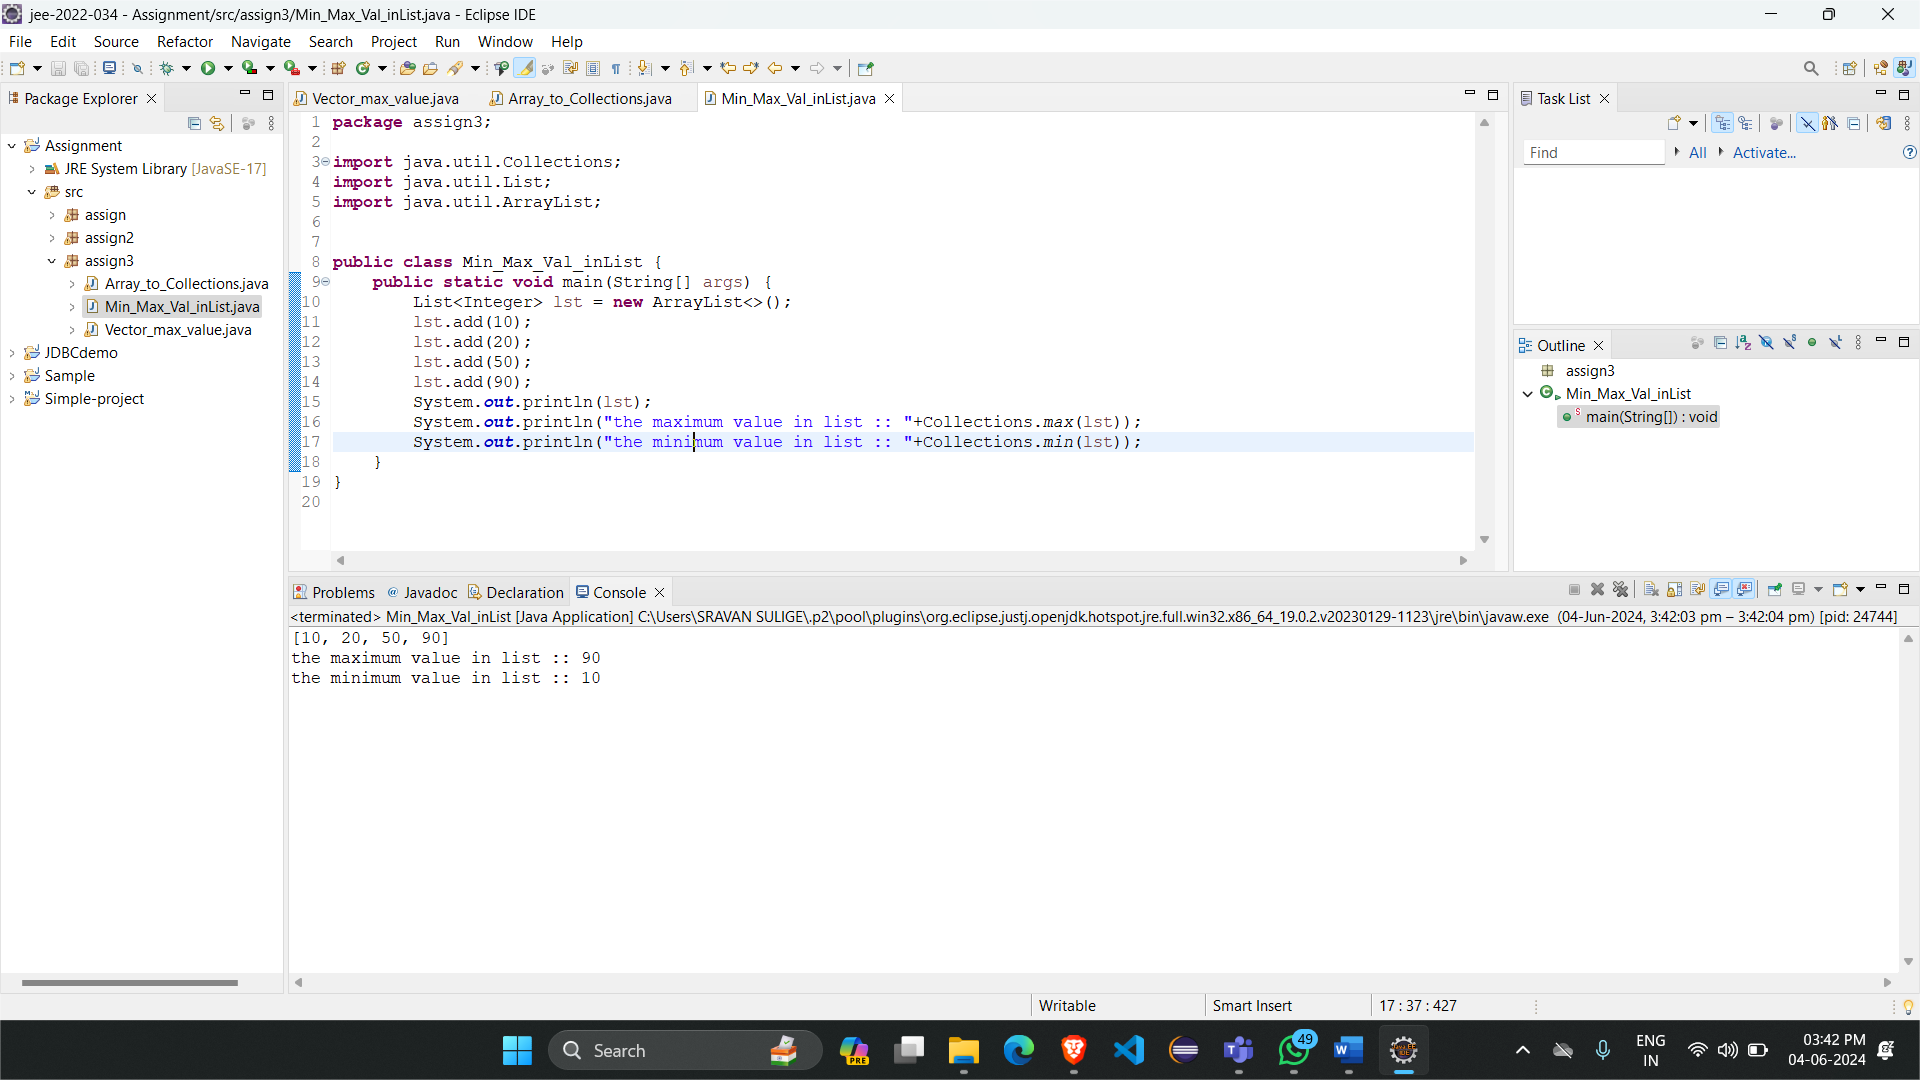 jee-2022-034 - Assignment/src/assign3/Min_Max_Val_inList.java - Eclipse IDE
File Edit Source Refactor Navigate Search Project Run Window Help
Package Explorer
Assignment
JRE System Library [JavaSE-17]
src
assign
assign2
assign3
Array_to_Collections.java
Min_Max_Val_inList.java
Vector_max_value.java
JDBCdemo
Sample
Simple-project
Vector_max_value.java Array_to_Collections.java Min_Max_Val_inList.java
1 package assign3;
2
3 import java.util.Collections;
4 import java.util.List;
5 import java.util.ArrayList;
6
7
8 public class Min_Max_Val_inList {
9 public static void main(String[] args) {
10 List<Integer> lst = new ArrayList<>();
11 lst.add(10);
12 lst.add(20);
13 lst.add(50);
14 lst.add(90);
15 System.out.println(lst);
16 System.out.println("the maximum value in list :: "+Collections.max(lst));
17 System.out.println("the minimum value in list :: "+Collections.min(lst));
18 }
19 }
20
Task List
Find All Activate...
Outline
assign3
Min_Max_Val_inList
main(String[]) : void
Problems @ Javadoc Declaration Console
<terminated> Min_Max_Val_inList [Java Application] C:\Users\SRAVAN SULIGE\.p2\pool\plugins\org.eclipse.justj.openjdk.hotspot.jre.full.win32.x86_64_19.0.2.v20230129-1123\jre\bin\javaw.exe (04-Jun-2024, 3:42:03 pm – 3:42:04 pm) [pid: 24744]
[10, 20, 50, 90]
the maximum value in list :: 90
the minimum value in list :: 10
Writable Smart Insert 17 : 37 : 427
Search
PRE
49
ENG
IN
03:42 PM
04-06-2024